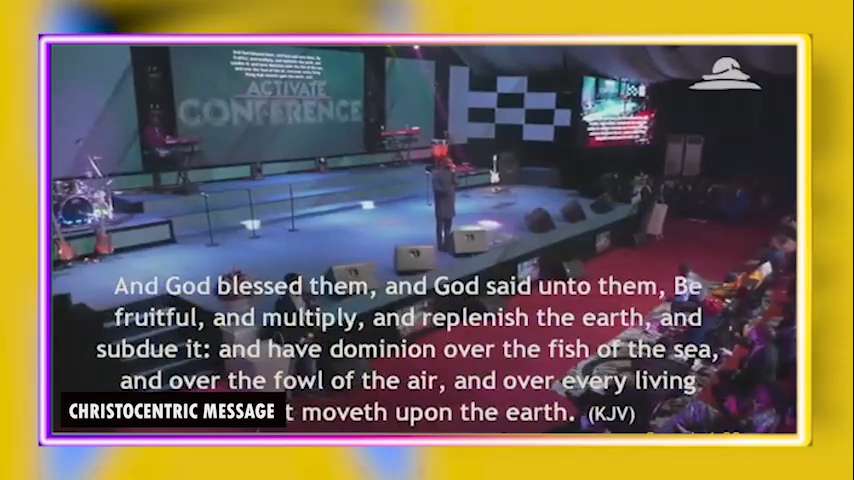 ACTIVATE
CONFERENCE
And God blessed them, and God said unto them, Be
fruitful, and multiply, and replenish the earth, and
subdue it: and have dominion over the fish of the sea,
and over the fowl of the air, and over every living
t moveth upon the earth. (KJV)
CHRISTOCENTRIC MESSAGE